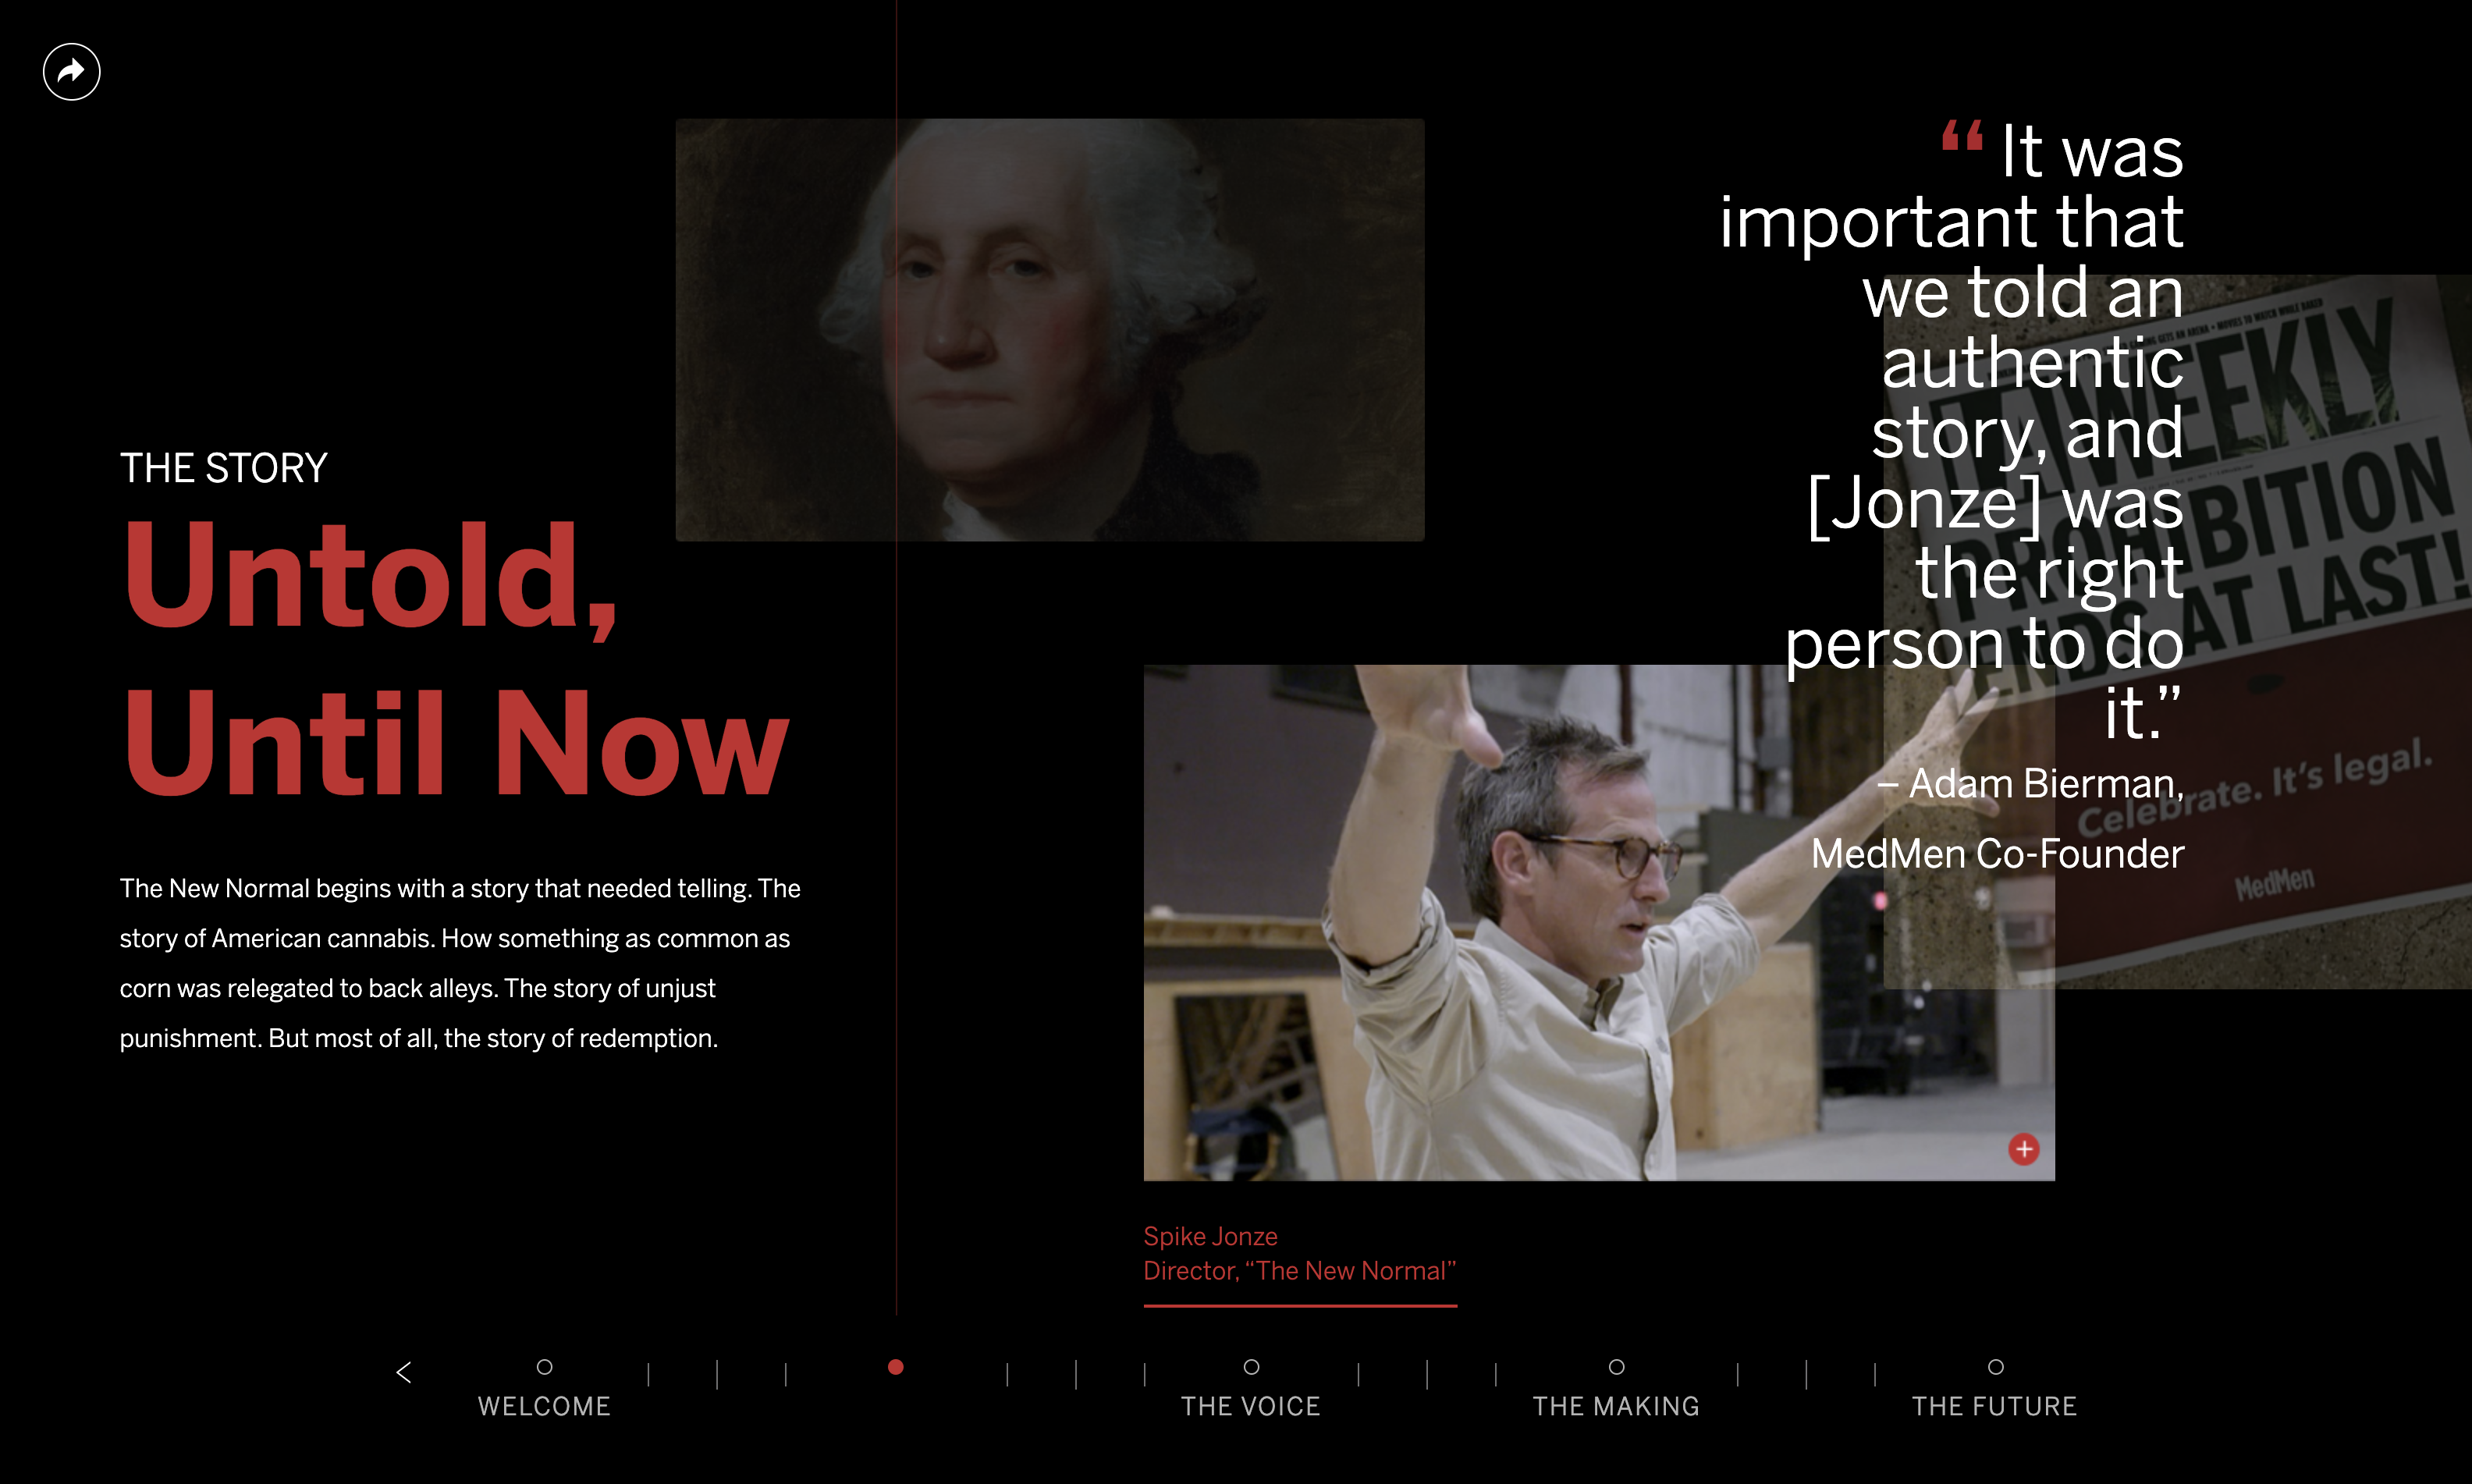 THE STORY
Untold,
Until Now
The New Normal begins with a story that needed telling. The
story of American cannabis. How something as common as
corn was relegated to back alleys. The story of unjust
punishment. But most of all, the story of redemption.
“ It was
important that
we told an
authentic
story, and
[Jonze] was
the right
person to do
it.”
– Adam Bierman,
MedMen Co-Founder
LA WEEKLY
PROHIBITION
ENDS AT LAST!
Celebrate. It’s legal.
MedMen
Spike Jonze
Director, “The New Normal”
WELCOME
THE VOICE
THE MAKING
THE FUTURE